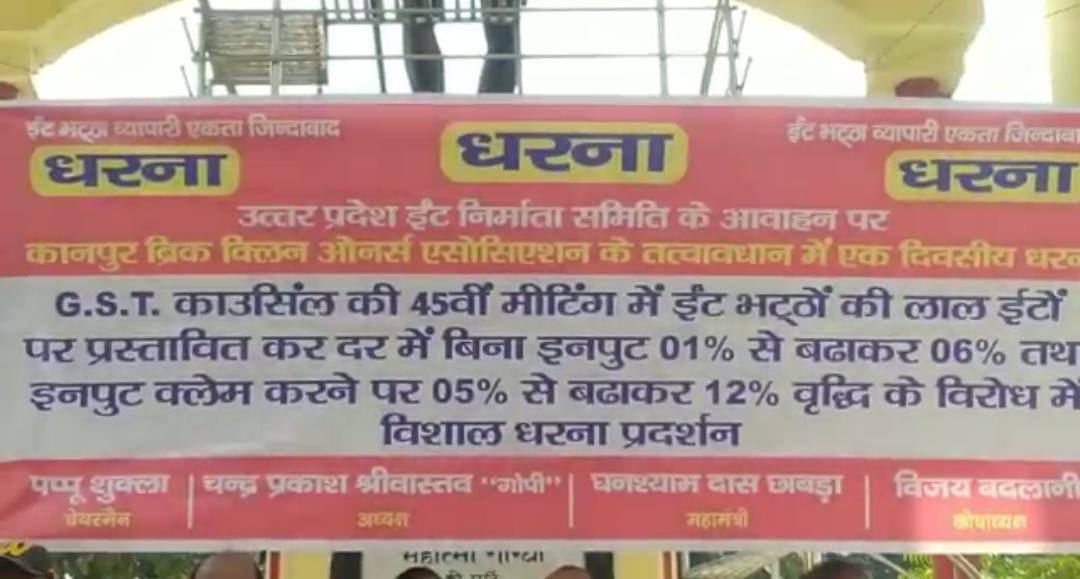 ईंट भट्ठा व्यापारी एकता जिन्दाबाद
धरना
धरना
ईंट भट्ठा व्यापारी एकता जिन्दाबा
धरना
उत्तर प्रदेश ईंट निर्माता समिति के आवाहन पर
कानपुर ब्रिक क्लिन ओनर्स एसोसिएशन के तत्वावधान में एक दिवसीय धरन
G.S.T. काउसिंल की 45वीं मीटिंग में ईंट भट्ठों की लाल ईटों
पर प्रस्तावित कर दर में बिना इनपुट 01% से बढाकर 06% तथ
इनपुट क्लेम करने पर 05% से बढाकर 12% वृद्धि के विरोध में
विशाल धरना प्रदर्शन
पप्पू शुक्ला
चेयरमैन
चन्द्र प्रकाश श्रीवास्तव "गोपी"
अध्यक्ष
घनश्याम दास छाबड़ा
महामंत्री
विजय बदलानी
कोषाध्यक्ष
महात्मा गान्धी